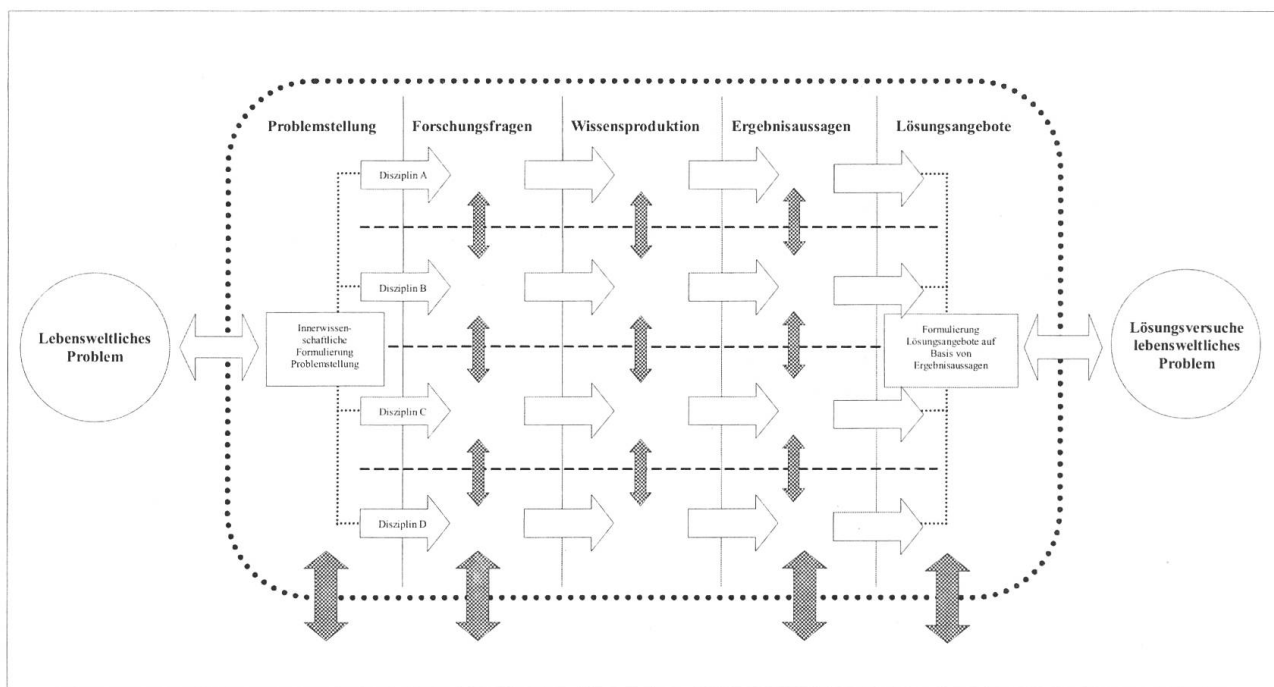 Problemstellung
Forschungsfragen
Wissensproduktion
Ergebnisaussagen
Lösungsangebote
Disziplin A
Disziplin B
Lebensweltliches
Problem
Innerwissen-
schaftliche
Formulierung
Problemstellung
Formulierung
Lösungsangebote auf
Basis von
Ergebnisaussagen
Lösungsversuche
lebensweltliches
Problem
Disziplin C
Disziplin D